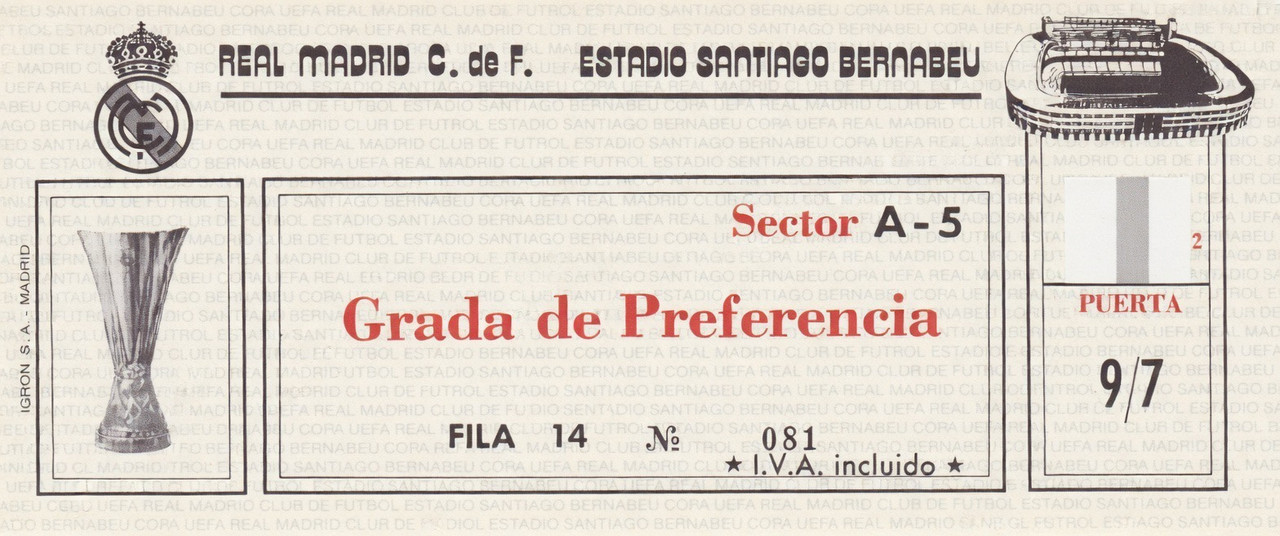 REAL MADRID C. de F. ESTADIO SANTIAGO BERNABEU
Sector A-5
Grada de Preferencia
FILA 14 Nº 081
★ I.V.A. incluido ★
2
PUERTA
9/7
IGRON S. A. - MADRID